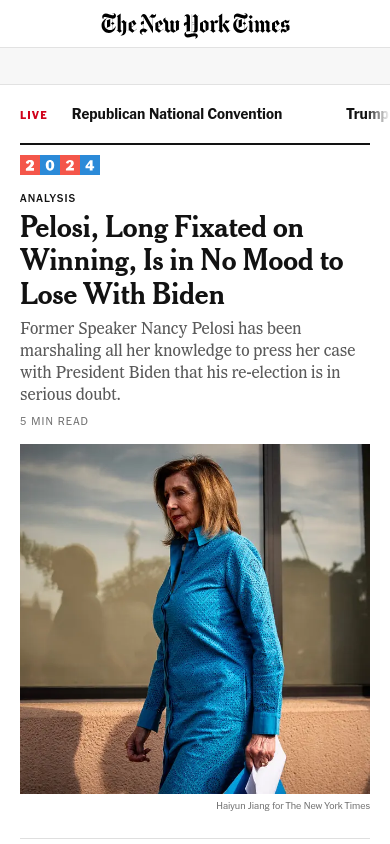 The New York Times
LIVE Republican National Convention Trump
2024
ANALYSIS
Pelosi, Long Fixated on
Winning, Is in No Mood to
Lose With Biden
Former Speaker Nancy Pelosi has been
marshaling all her knowledge to press her case
with President Biden that his re-election is in
serious doubt.
5 MIN READ
Haiyun Jiang for The New York Times